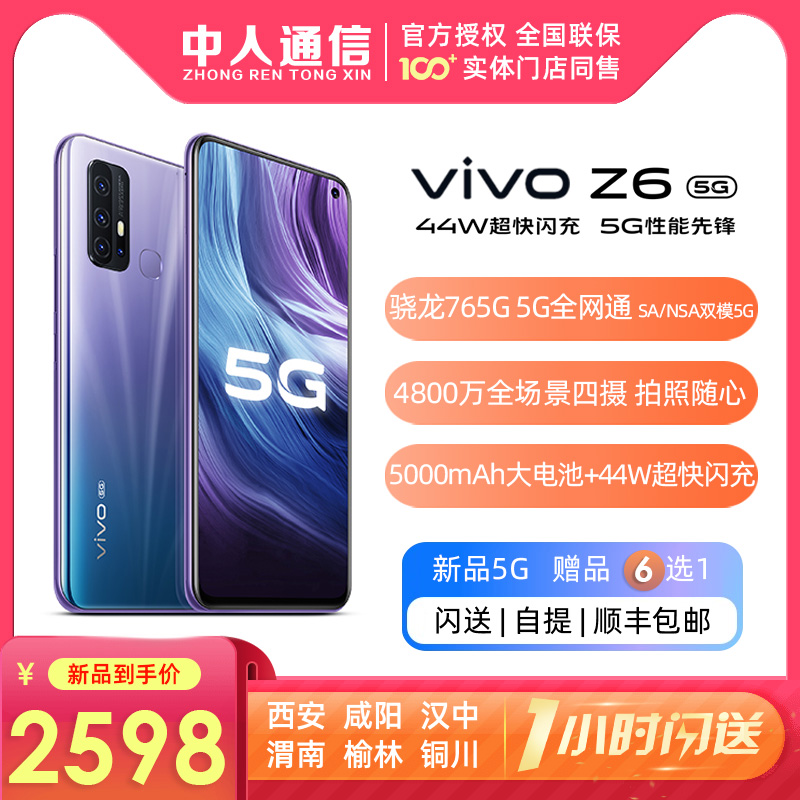 中人通信
ZHONG REN TONG XIN
官方授权 全国联保
100+ 实体门店同售
vivo Z6 5G
44W超快闪充 5G性能先锋
骁龙765G 5G全网通 SA/NSA双模5G
4800万全场景四摄 拍照随心
5000mAh大电池+44W超快闪充
5G
vivo 5G
新品5G 赠品 6选1
闪送|自提|顺丰包邮
¥ 新品到手价
2598
西安 咸阳 汉中
渭南 榆林 铜川
1小时闪送